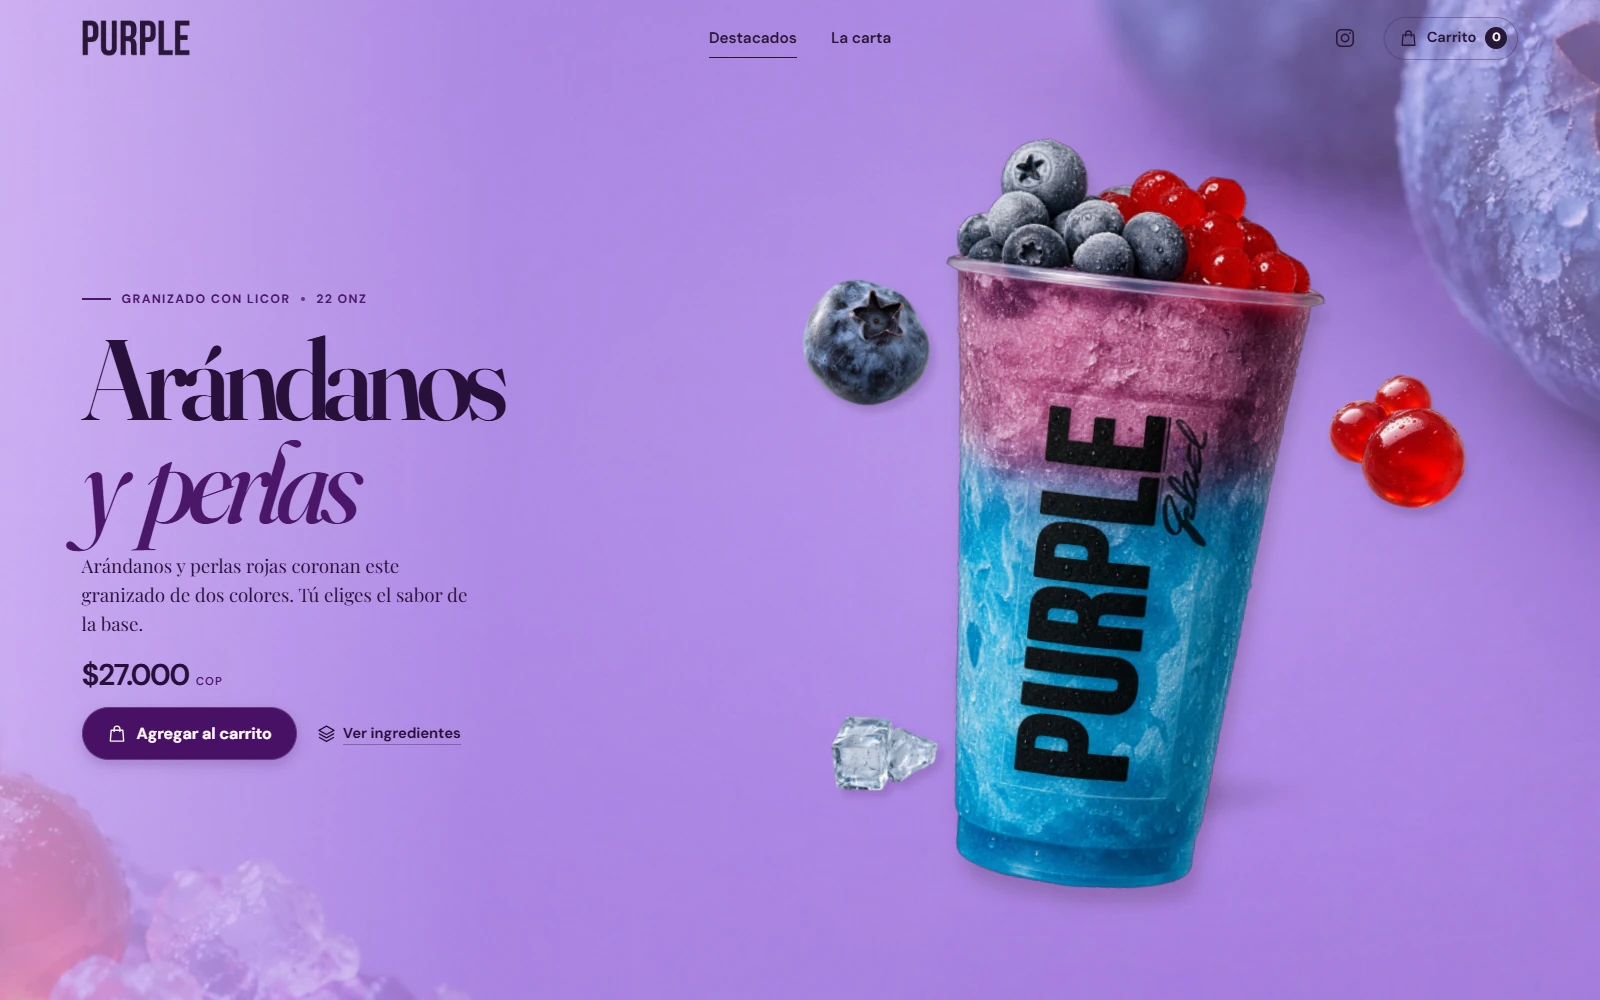 PURPLE
Destacados
La carta
Carrito
0
GRANIZADO CON LICOR • 22 ONZ
Arándanos
y perlas
Arándanos y perlas rojas coronan este
granizado de dos colores. Tú eliges el sabor de
la base.
$27.000 COP
Agregar al carrito
Ver ingredientes
PURPLE